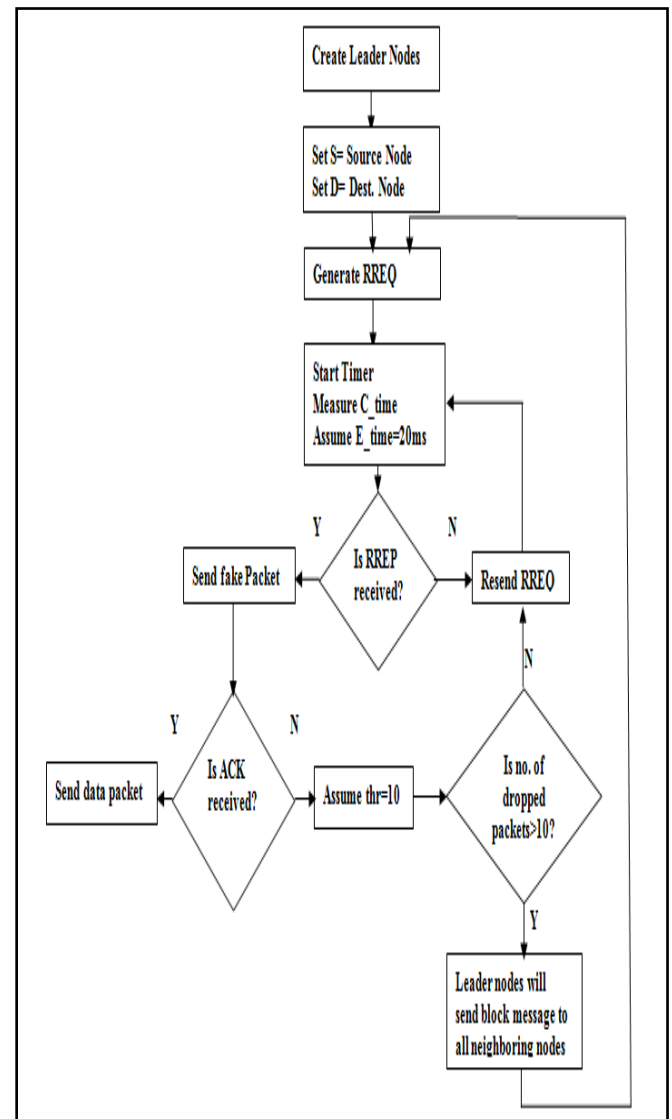 Create Leader Nodes
Set S= Source Node
Set D= Dest. Node
Generate RREQ
Start Timer
Measure C_time
Assume E_time=20ms
Y
N
Is RREP
received?
Send fake Packet
Resend RREQ
N
Y
N
Is ACK
received?
Send data packet
Assume thr=10
Is no. of
dropped
packets>10?
Y
Leader nodes will
send block message to
all neighboring nodes